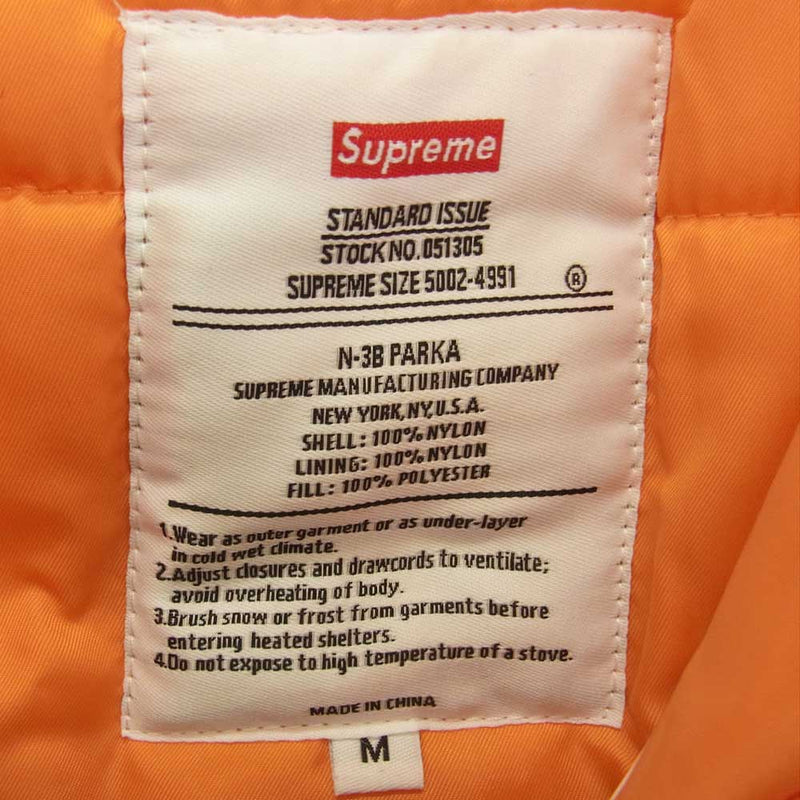 Supreme
STANDARD ISSUE
STOCK NO.051305
SUPREME SIZE 5002-4991 ®
N-3B PARKA
SUPREME MANUFACTURING COMPANY
NEW YORK,NY,U.S.A.
SHELL: 100% NYLON
LINING: 100% NYLON
FILL: 100% POLYESTER
1.Wear as outer garment or as under-layer
in cold wet climate.
2.Adjust closures and drawcords to ventilate;
avoid overheating of body.
3.Brush snow or frost from garments before
entering heated shelters.
4.Do not expose to high temperature of a stove.
MADE IN CHINA
M